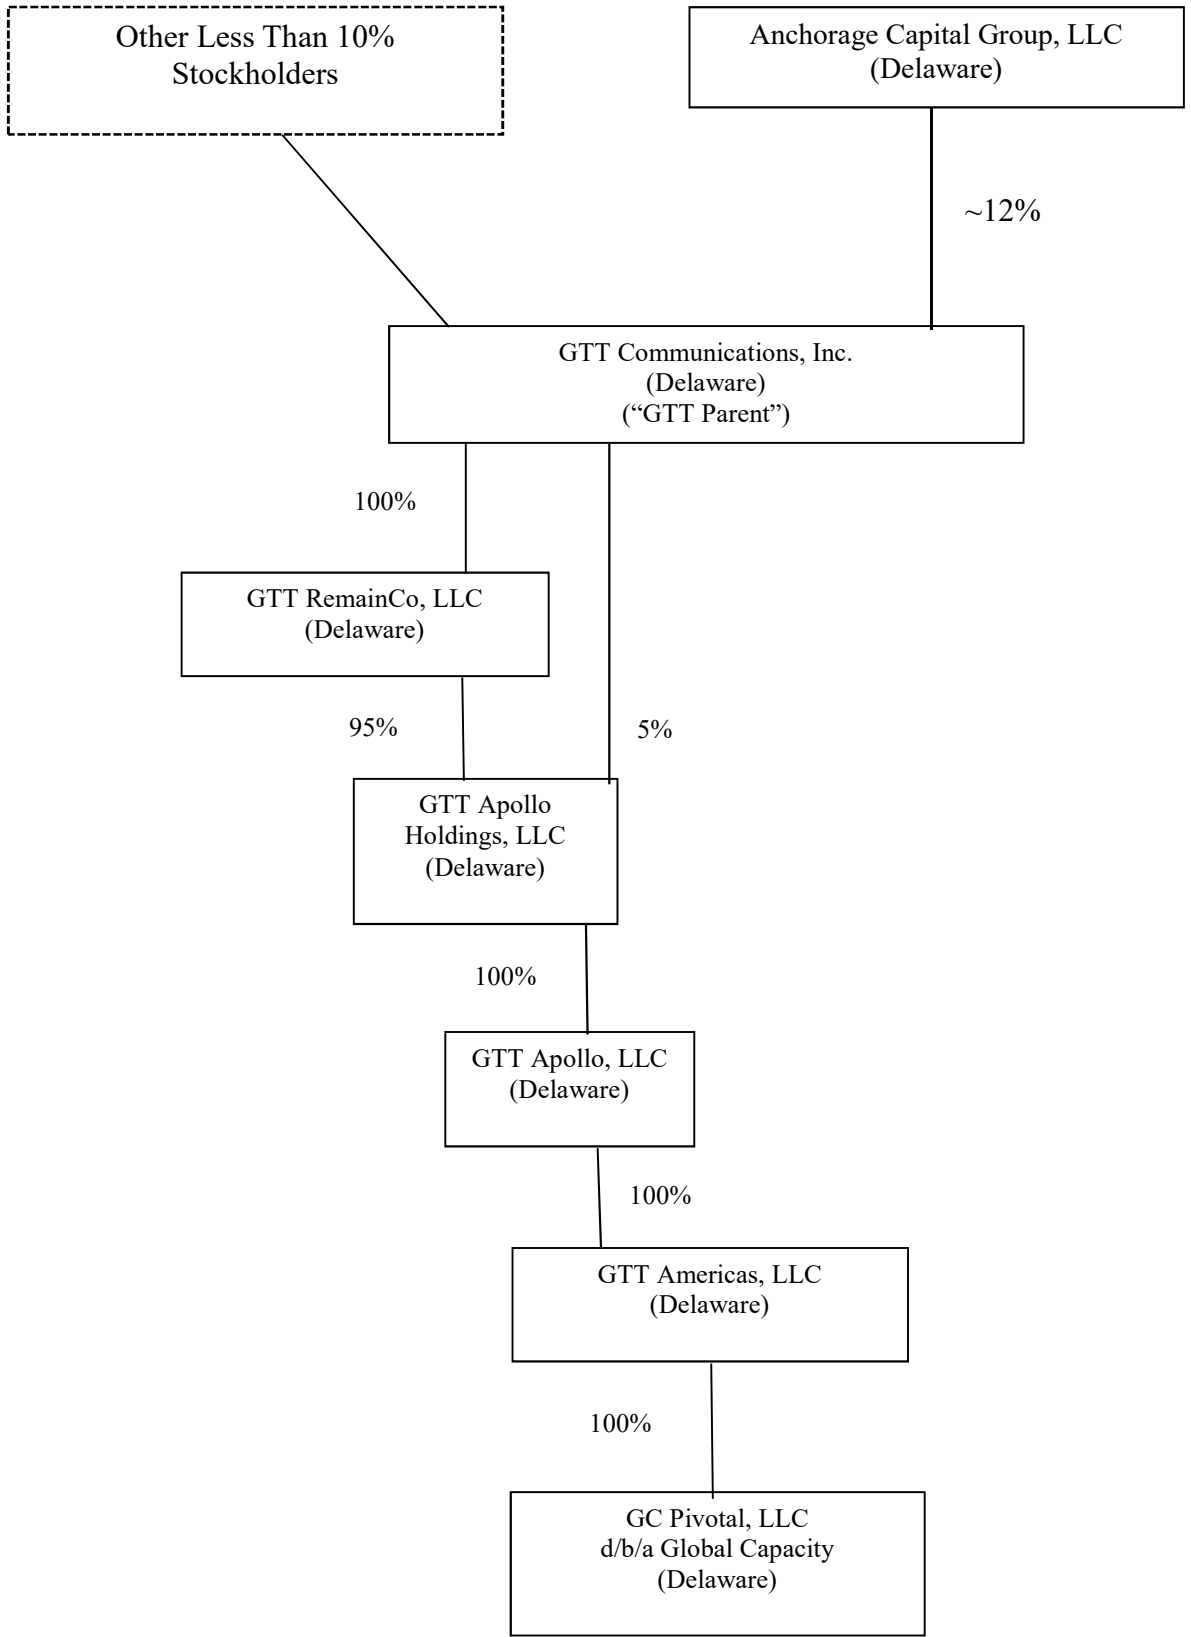 Other Less Than 10%
Stockholders
Anchorage Capital Group, LLC
(Delaware)
~12%
GTT Communications, Inc.
(Delaware)
(“GTT Parent”)
100%
GTT RemainCo, LLC
(Delaware)
95%
5%
GTT Apollo
Holdings, LLC
(Delaware)
100%
GTT Apollo, LLC
(Delaware)
100%
GTT Americas, LLC
(Delaware)
100%
GC Pivotal, LLC
d/b/a Global Capacity
(Delaware)